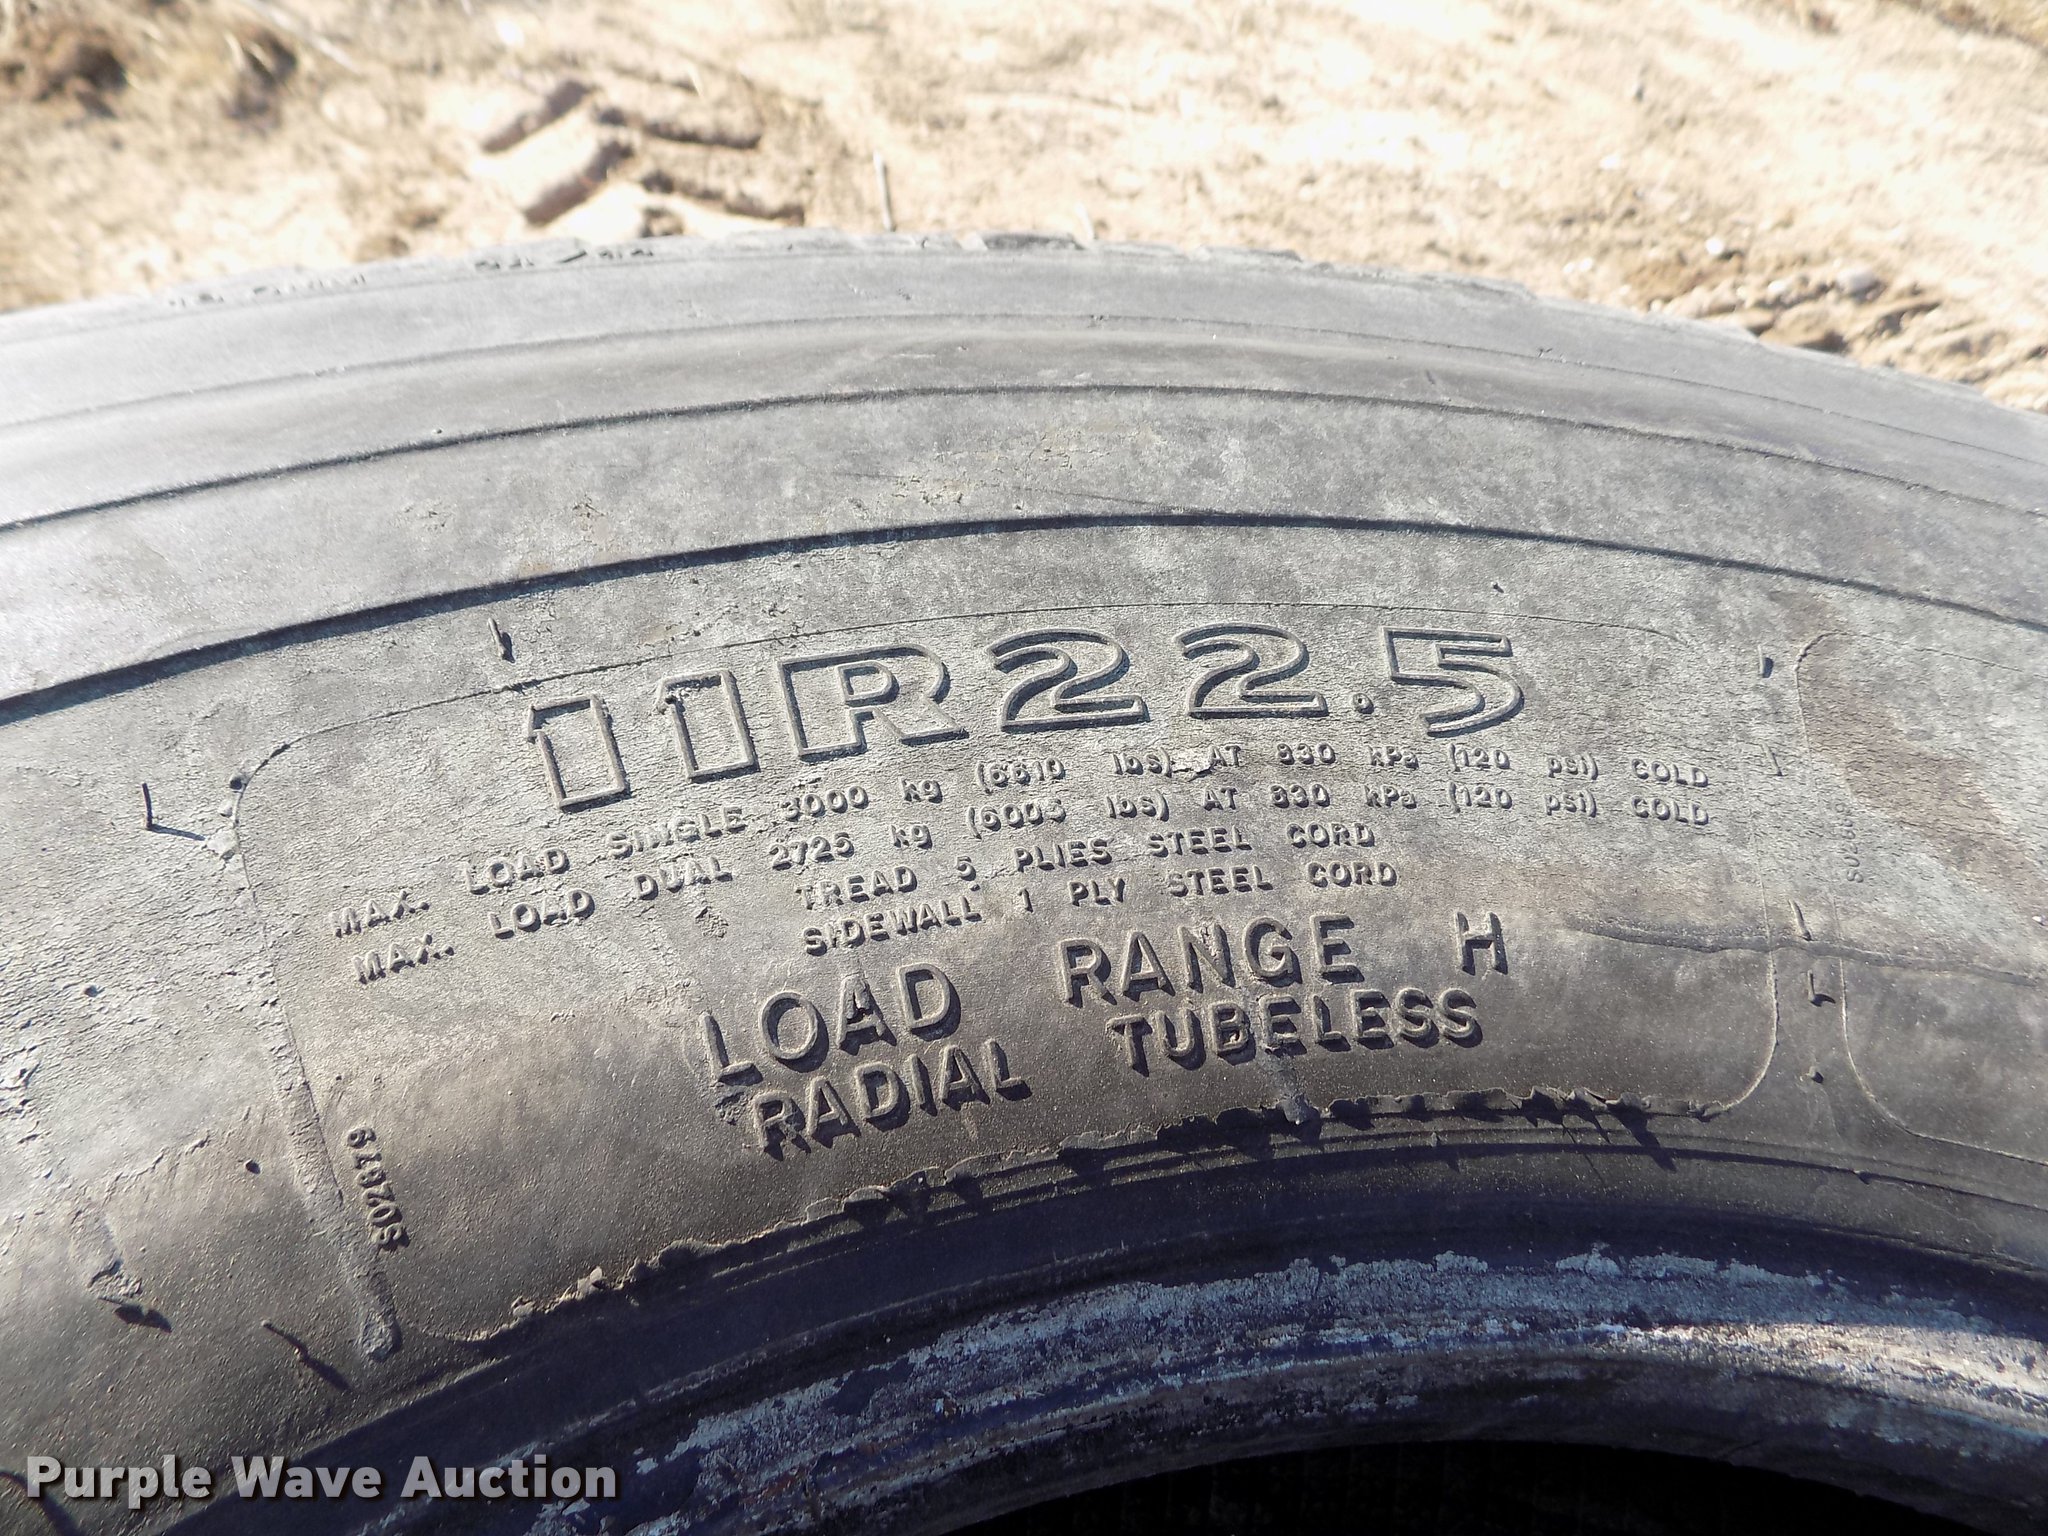 11R22.5
MAX. LOAD SINGLE 3000 kg (6610 lbs) AT 830 kPa (120 psi) COLD
MAX. LOAD DUAL 2725 kg (6005 lbs) AT 830 kPa (120 psi) COLD
TREAD 5 PLIES STEEL CORD
SIDEWALL 1 PLY STEEL CORD
LOAD RANGE H
RADIAL TUBELESS
S02919
Purple Wave Auction